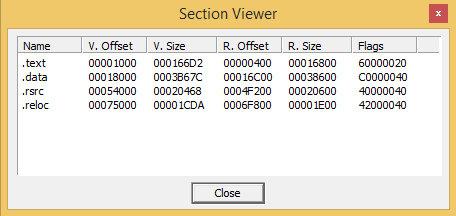 Section Viewer
x
Name V. Offset V. Size R. Offset R. Size Flags
.text 00001000 000166D2 00000400 00016800 60000020
.data 00018000 0003B67C 00016C00 00038600 C0000040
.rsrc 00054000 00020468 0004F200 00020600 40000040
.reloc 00075000 00001CDA 0006F800 00001E00 42000040
Close